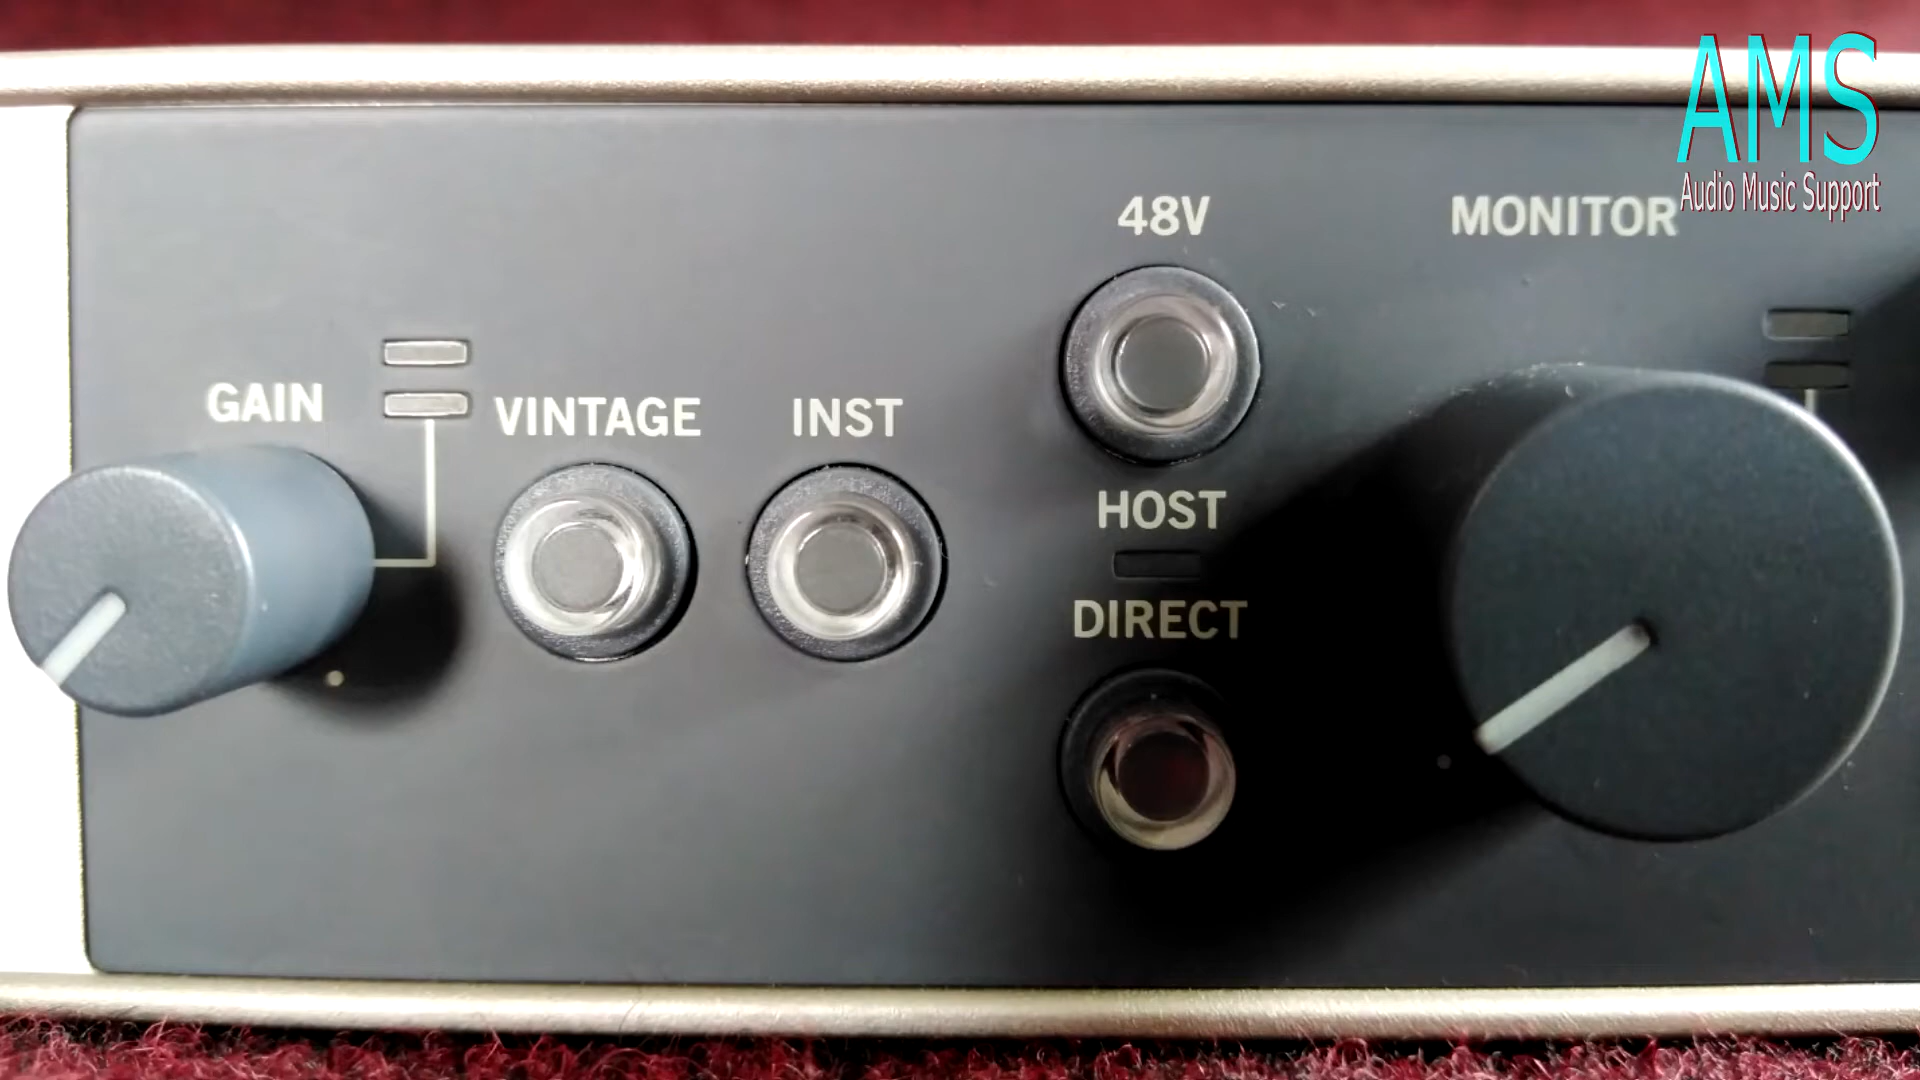 AMS
Audio Music Support
48V
MONITOR
GAIN
VINTAGE
INST
HOST
DIRECT